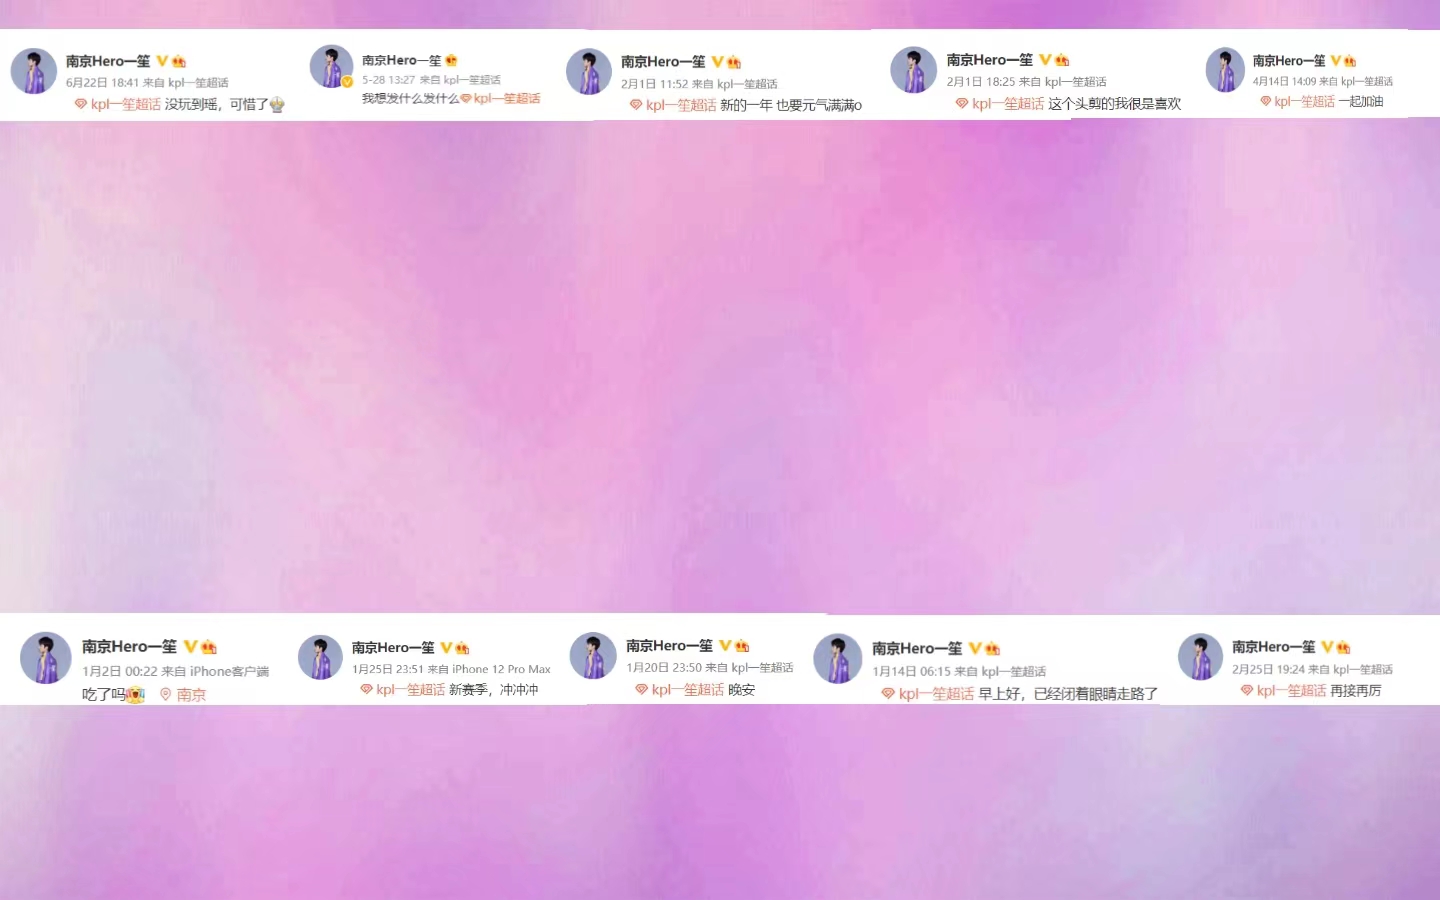 南京Hero一笙
6月22日 18:41 来自 kpl一笙超话
kpl一笙超话 没玩到瑶，可惜了
南京Hero一笙
5-28 13:27 来自 kpl一笙超话
我想发什么发什么 kpl一笙超话
南京Hero一笙
2月1日 11:52 来自 kpl一笙超话
kpl一笙超话 新的一年 也要元气满满o
南京Hero一笙
2月1日 18:25 来自 kpl一笙超话
kpl一笙超话 这个头剪的我很是喜欢
南京Hero一笙
4月14日 14:09 来自 kpl一笙超话
kpl一笙超话 一起加油
南京Hero一笙
1月2日 00:22 来自 iPhone客户端
吃了吗 南京
南京Hero一笙
1月25日 23:51 来自 iPhone 12 Pro Max
kpl一笙超话 新赛季，冲冲冲
南京Hero一笙
1月20日 23:50 来自 kpl一笙超话
kpl一笙超话 晚安
南京Hero一笙
1月14日 06:15 来自 kpl一笙超话
kpl一笙超话 早上好，已经闭着眼睛走路了
南京Hero一笙
2月25日 19:24 来自 kpl一笙超话
kpl一笙超话 再接再厉